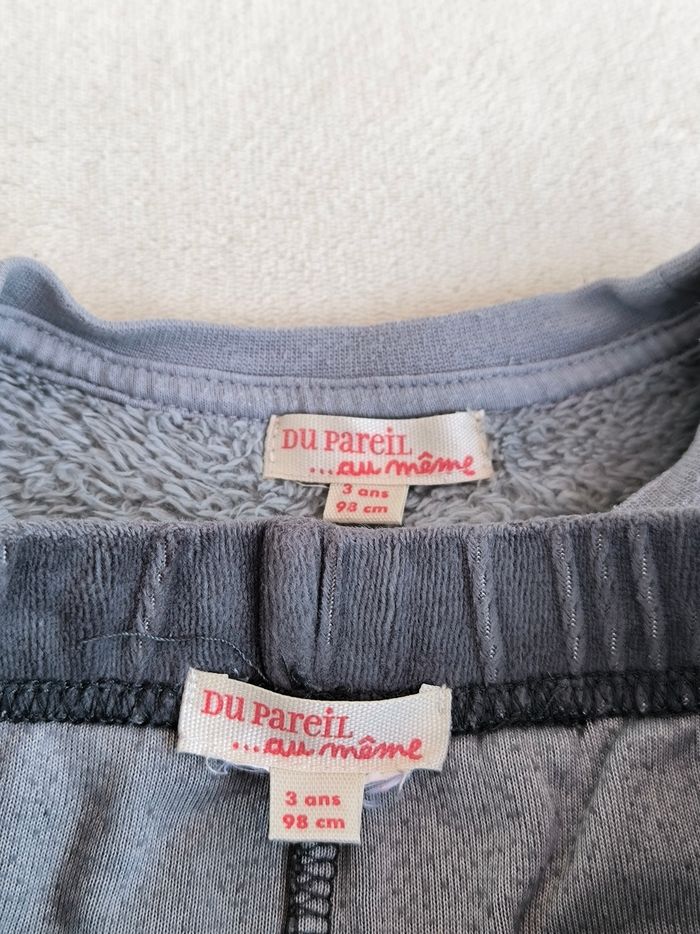 DU PAREIL
...au même
3 ans
98 cm
DU PAREIL
...au même
3 ans
98 cm